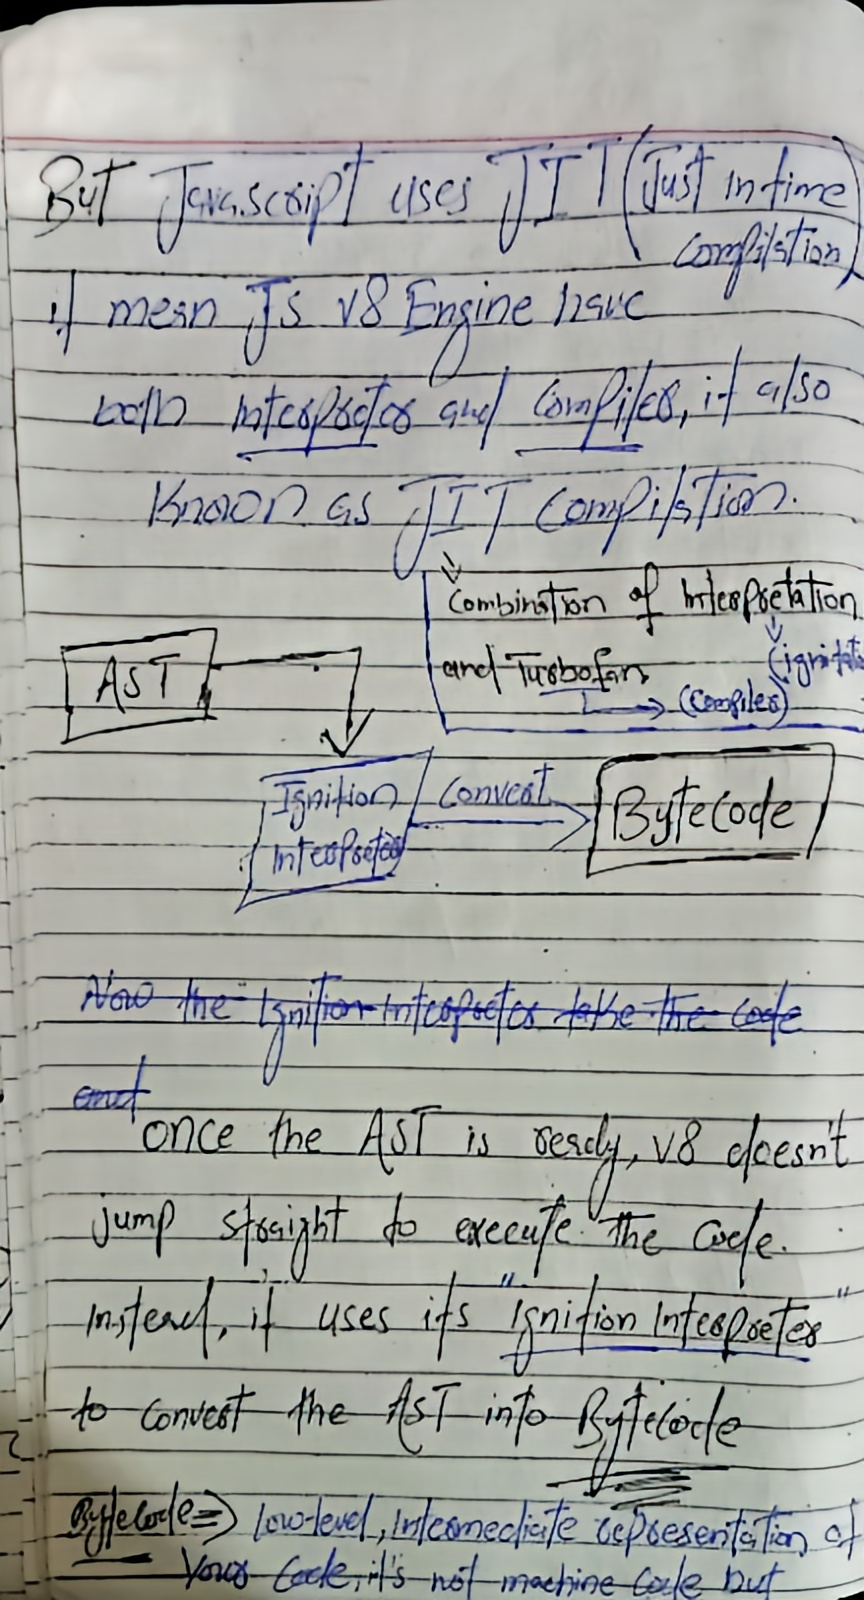 But Javascript uses JIT (Just in time
compilation)
it mean Js v8 Engine have
both interpretor and compiler, it also
Known as JIT Compilation.
Combination of Interpretation
and Turbofan
(compiler)
AST
Ignition
Interpreter
Convert
Bytecode
Now the Ignition Interpretor take the code
and
once the AST is ready, v8 doesn't
jump straight to execute the code.
Instead, it uses its "Ignition Interpreter"
to convert the AST into Bytecode
Bytecode => low-level, intermediate representation of
Your Code, it's not machine code but